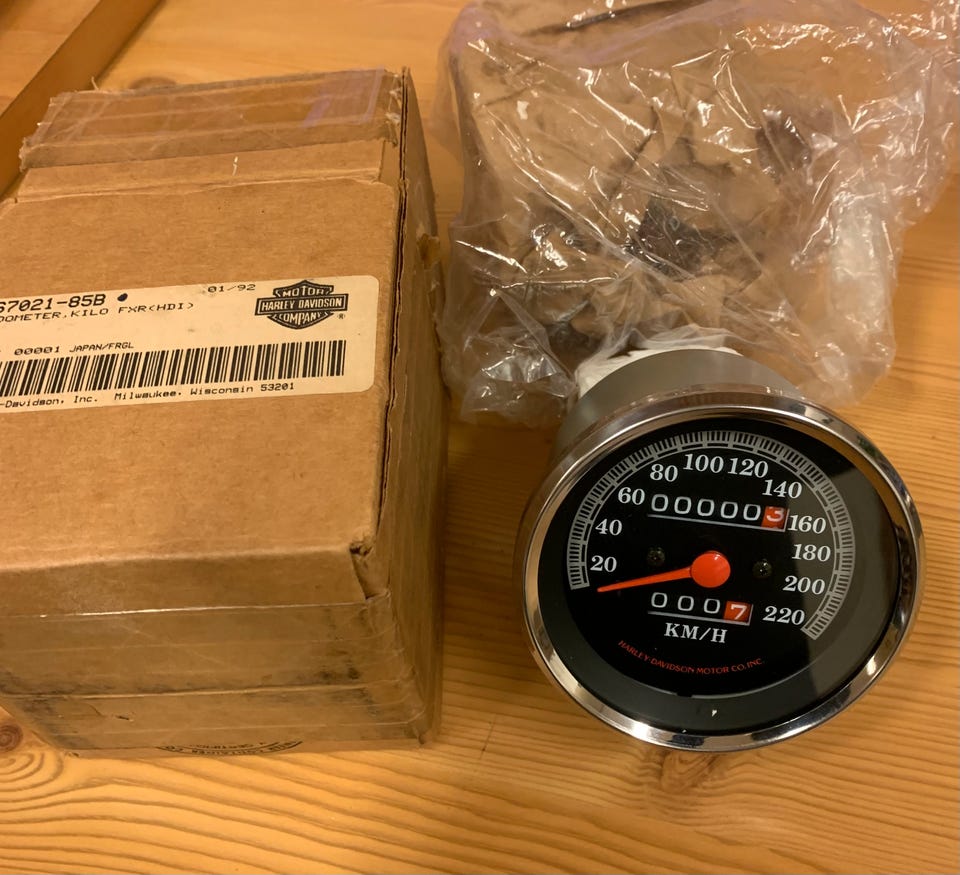 67021-85B
01/92
DOMETER,KILO FXR(HDI)
MOTOR
HARLEY-DAVIDSON
COMPANY
®
00001 JAPAN/FRGL
-Davidson, Inc. Milwaukee, Wisconsin 53201
20 40 60 80 100 120 140 160 180 200 220
000003
0007
KM/H
HARLEY-DAVIDSON MOTOR CO.INC.